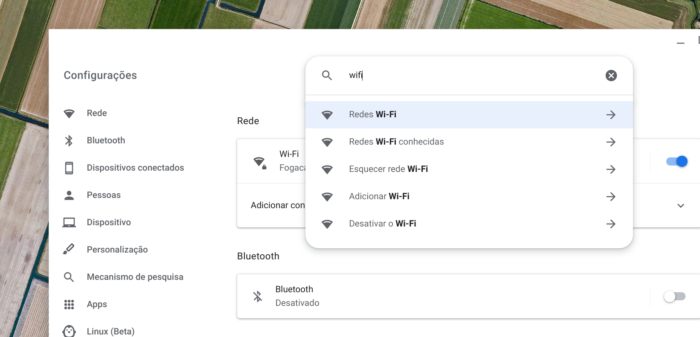 Configurações
wifi
Rede
Bluetooth
Dispositivos conectados
Pessoas
Dispositivo
Personalização
Mecanismo de pesquisa
Apps
Linux (Beta)
Rede
Wi-Fi
Adicionar
Redes Wi-Fi
Redes Wi-Fi conhecidas
Esquecer rede Wi-Fi
Adicionar Wi-Fi
Desativar o Wi-Fi
Bluetooth
Bluetooth
Desativado